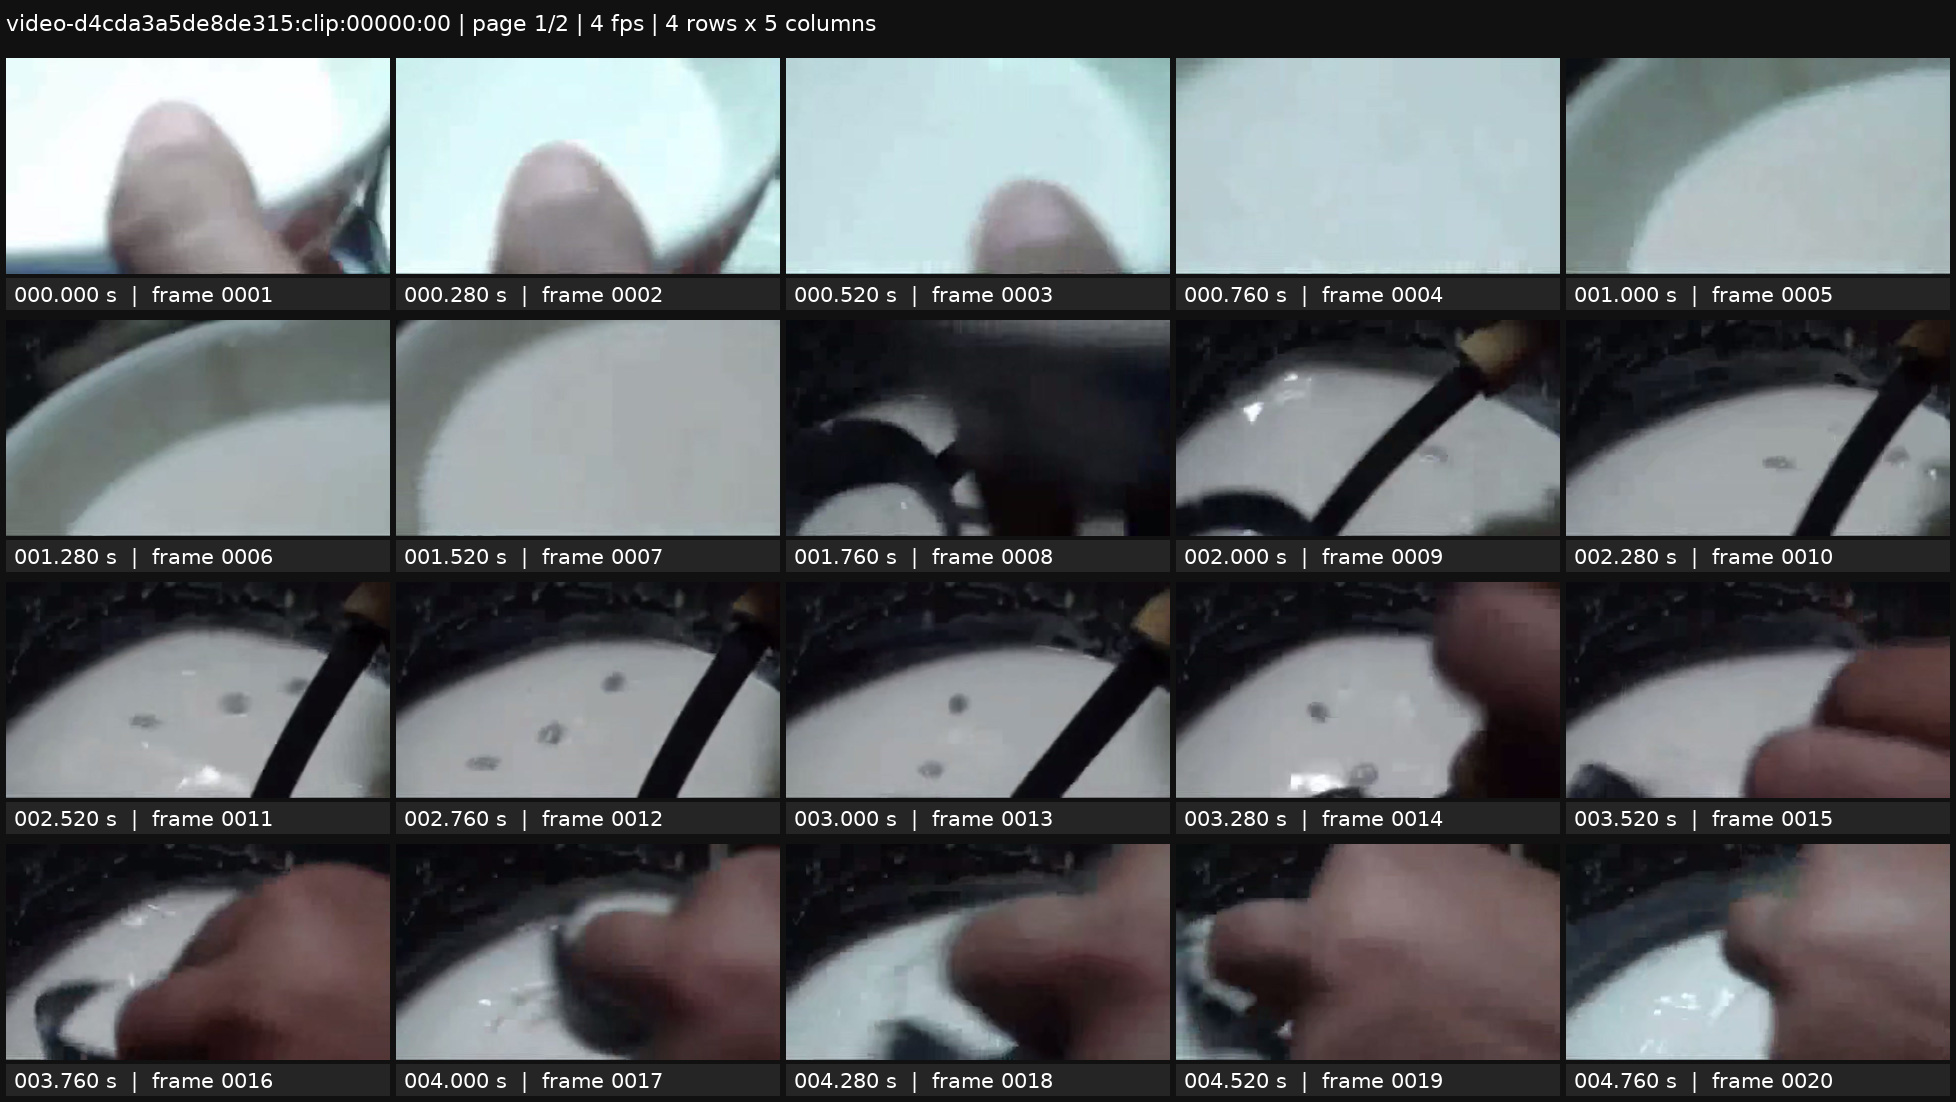 video-d4cda3a5de8de315:clip:00000:00 | page 1/2 | 4 fps | 4 rows x 5 columns
000.000 s | frame 0001
000.280 s | frame 0002
000.520 s | frame 0003
000.760 s | frame 0004
001.000 s | frame 0005
001.280 s | frame 0006
001.520 s | frame 0007
001.760 s | frame 0008
002.000 s | frame 0009
002.280 s | frame 0010
002.520 s | frame 0011
002.760 s | frame 0012
003.000 s | frame 0013
003.280 s | frame 0014
003.520 s | frame 0015
003.760 s | frame 0016
004.000 s | frame 0017
004.280 s | frame 0018
004.520 s | frame 0019
004.760 s | frame 0020